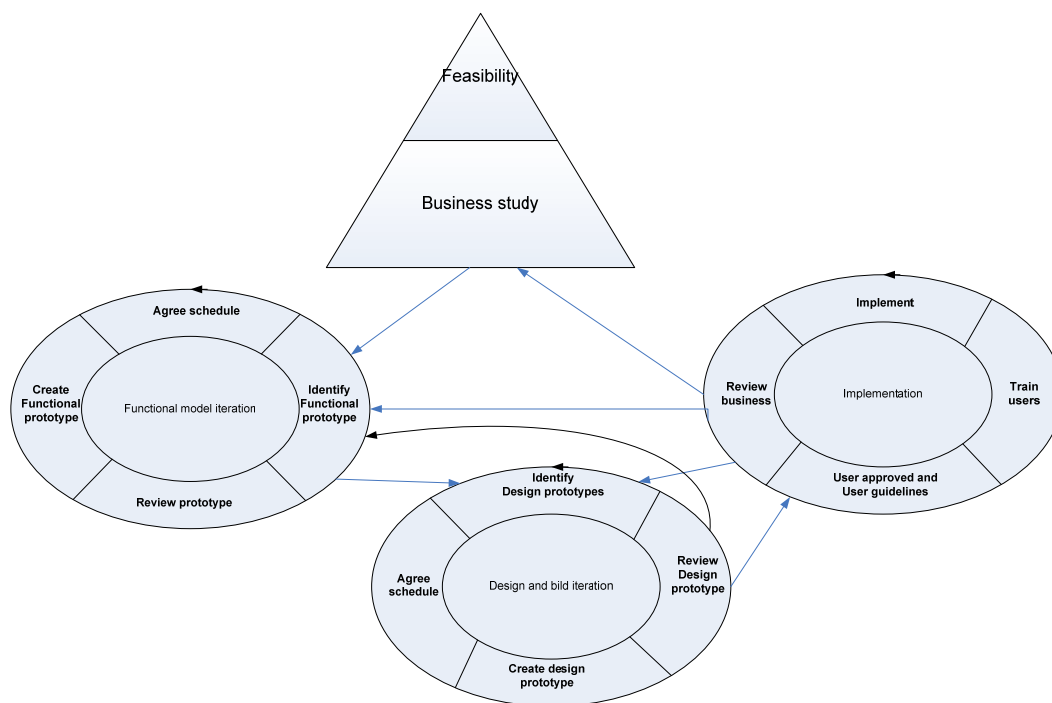 Feasibility
Business study
Agree schedule
Create
Functional
prototype
Functional model iteration
Identify
Functional
prototype
Review prototype
Implement
Review
business
Implementation
Train
users
User approved and
User guidelines
Identify
Design prototypes
Agree
schedule
Design and bild iteration
Review
Design
prototype
Create design
prototype